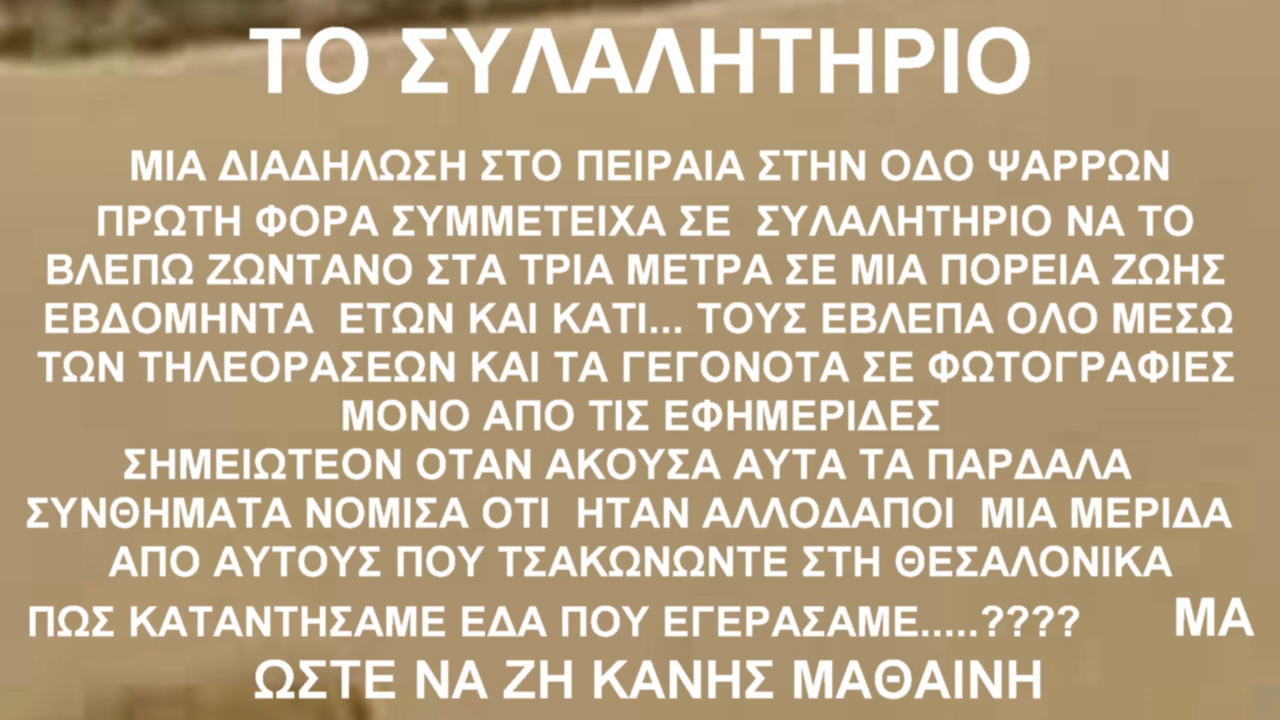 ΤΟ ΣΥΛΑΛΗΤΗΡΙΟ
ΜΙΑ ΔΙΑΔΗΛΩΣΗ ΣΤΟ ΠΕΙΡΑΙΑ ΣΤΗΝ ΟΔΟ ΨΑΡΡΩΝ
ΠΡΩΤΗ ΦΟΡΑ ΣΥΜΜΕΤΕΙΧΑ ΣΕ ΣΥΛΑΛΗΤΗΡΙΟ ΝΑ ΤΟ
ΒΛΕΠΩ ΖΩΝΤΑΝΟ ΣΤΑ ΤΡΙΑ ΜΕΤΡΑ ΣΕ ΜΙΑ ΠΟΡΕΙΑ ΖΩΗΣ
ΕΒΔΟΜΗΝΤΑ ΕΤΩΝ ΚΑΙ ΚΑΤΙ... ΤΟΥΣ ΕΒΛΕΠΑ ΟΛΟ ΜΕΣΩ
ΤΩΝ ΤΗΛΕΟΡΑΣΕΩΝ ΚΑΙ ΤΑ ΓΕΓΟΝΟΤΑ ΣΕ ΦΩΤΟΓΡΑΦΙΕΣ
ΜΟΝΟ ΑΠΟ ΤΙΣ ΕΦΗΜΕΡΙΔΕΣ
ΣΗΜΕΙΩΤΕΟΝ ΟΤΑΝ ΑΚΟΥΣΑ ΑΥΤΑ ΤΑ ΠΑΡΔΑΛΑ
ΣΥΝΘΗΜΑΤΑ ΝΟΜΙΣΑ ΟΤΙ ΗΤΑΝ ΑΛΛΟΔΑΠΟΙ ΜΙΑ ΜΕΡΙΔΑ
ΑΠΟ ΑΥΤΟΥΣ ΠΟΥ ΤΣΑΚΩΝΩΝΤΕ ΣΤΗ ΘΕΣΑΛΟΝΙΚΑ
ΠΩΣ ΚΑΤΑΝΤΗΣΑΜΕ ΕΔΑ ΠΟΥ ΕΓΕΡΑΣΑΜΕ.....???? ΜΑ
ΩΣΤΕ ΝΑ ΖΗ ΚΑΝΗΣ ΜΑΘΑΙΝΗ